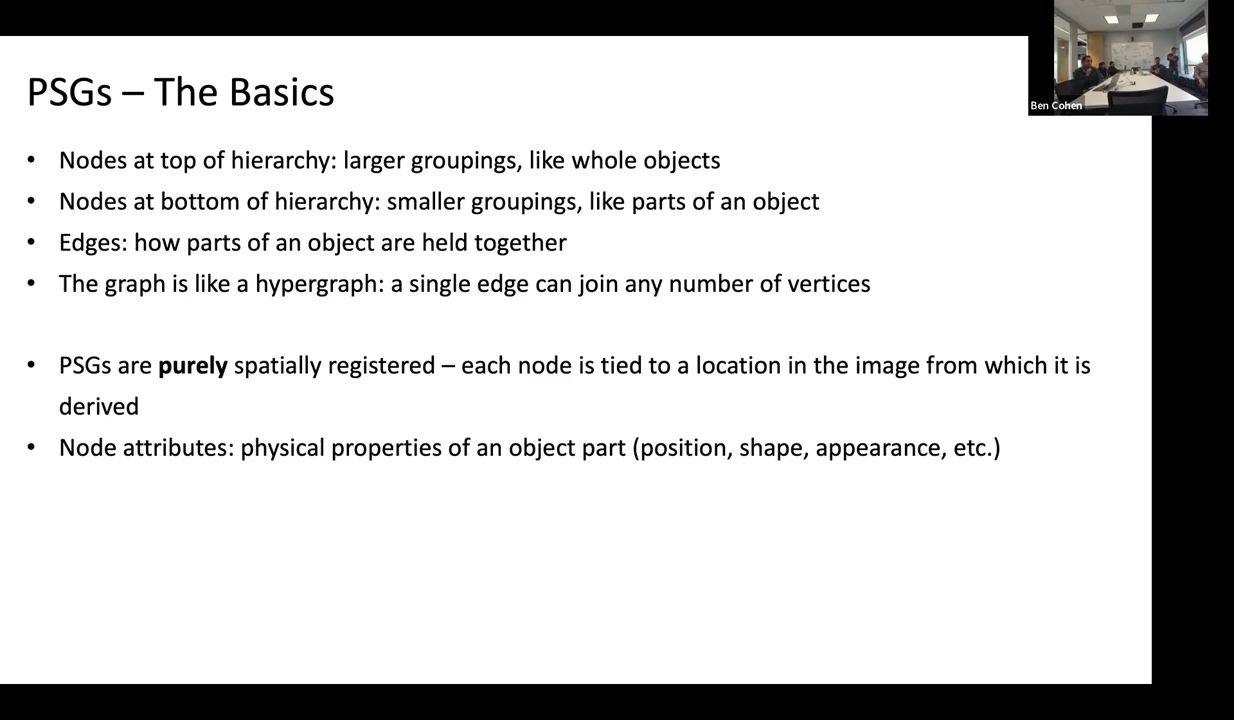 PSGs – The Basics
Ben Cohen
• Nodes at top of hierarchy: larger groupings, like whole objects
• Nodes at bottom of hierarchy: smaller groupings, like parts of an object
• Edges: how parts of an object are held together
• The graph is like a hypergraph: a single edge can join any number of vertices
• PSGs are purely spatially registered – each node is tied to a location in the image from which it is
derived
• Node attributes: physical properties of an object part (position, shape, appearance, etc.)